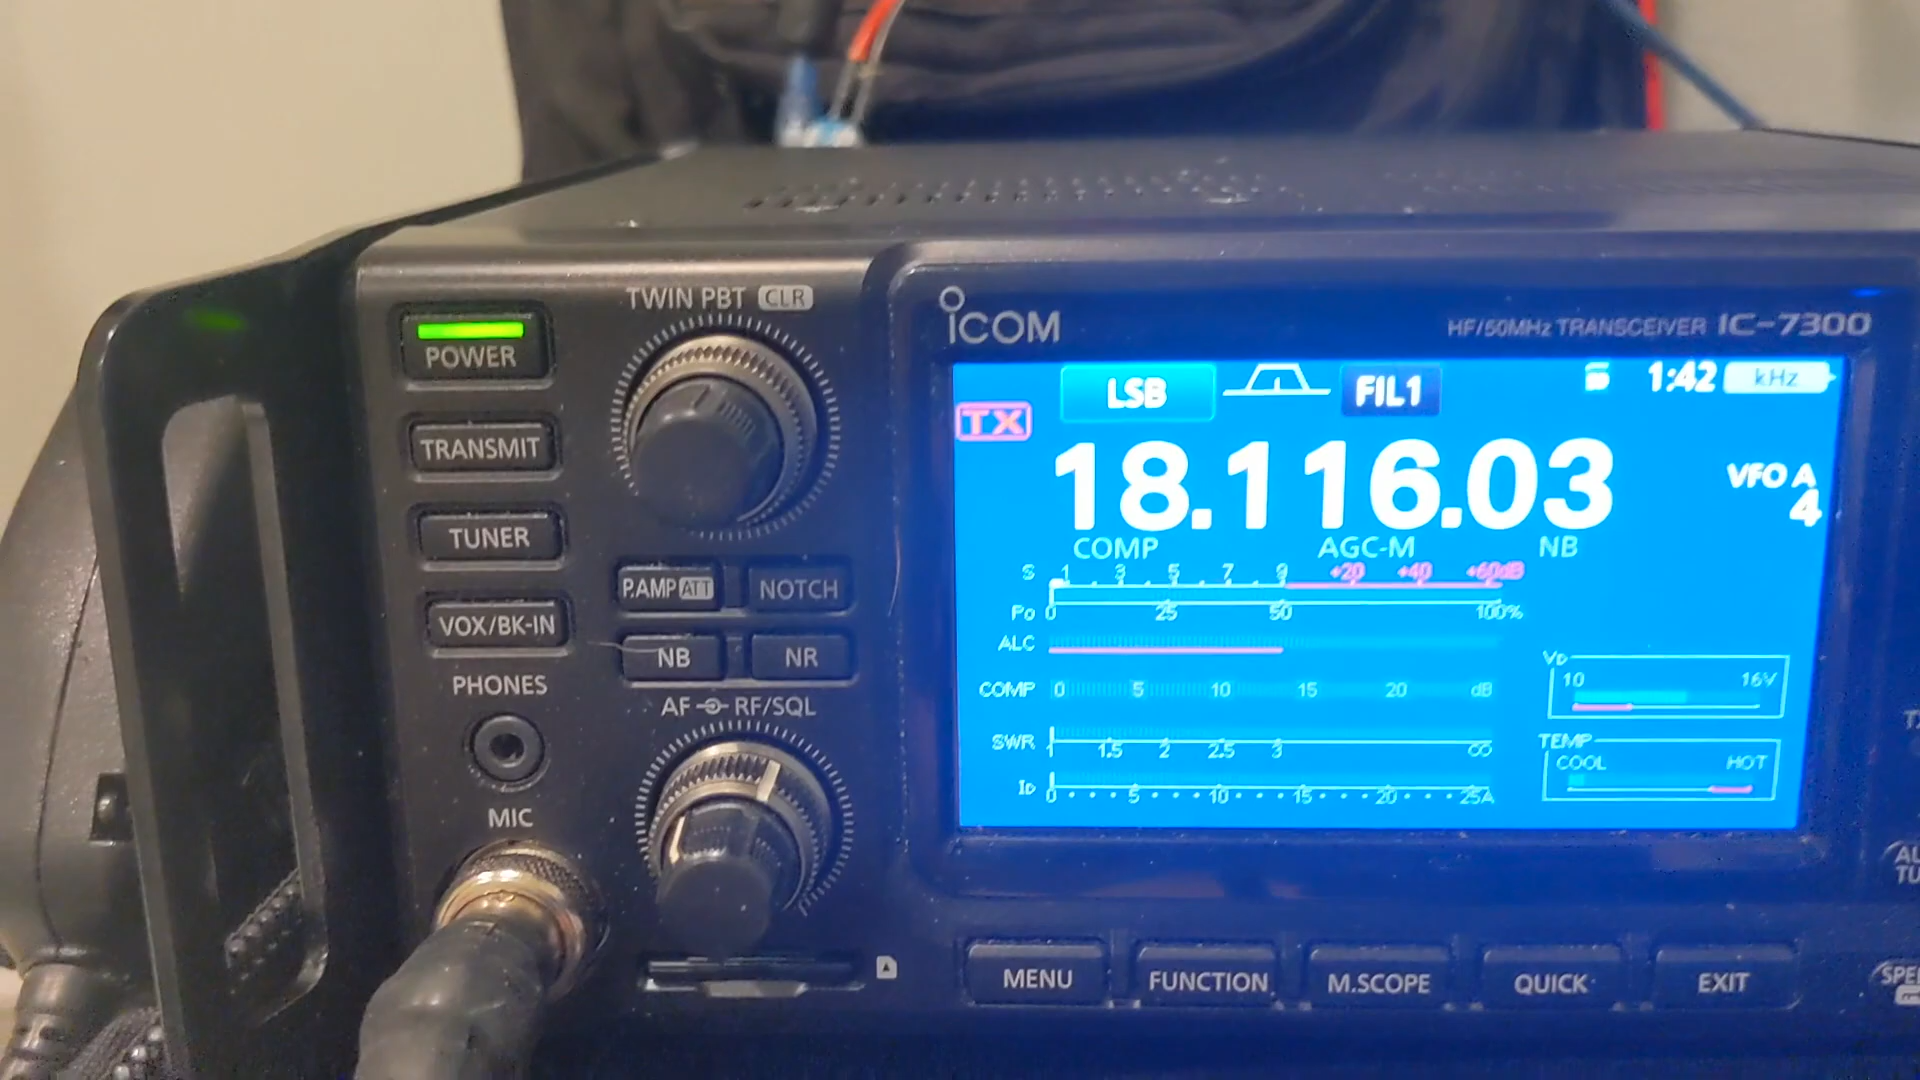 TWIN PBT CLR
POWER
TRANSMIT
TUNER
VOX/BK-IN
P.AMP ATT
NOTCH
NB
NR
PHONES
AF RF/SQL
MIC
ICOM
HF/50MHz TRANSCEIVER IC-7300
LSB
FIL1
1:42
kHz
TX
18.116.03
VFO A
4
COMP AGC-M NB
S 1 3 5 7 9 +20 +40 +60dB
Po 0 25 50 100%
ALC
COMP 0 5 10 15 20 dB
SWR 1 1.5 2 2.5 3 ∞
ID 0 5 10 15 20 25A
VD
10 16V
TEMP
COOL HOT
MENU
FUNCTION
M.SCOPE
QUICK
EXIT